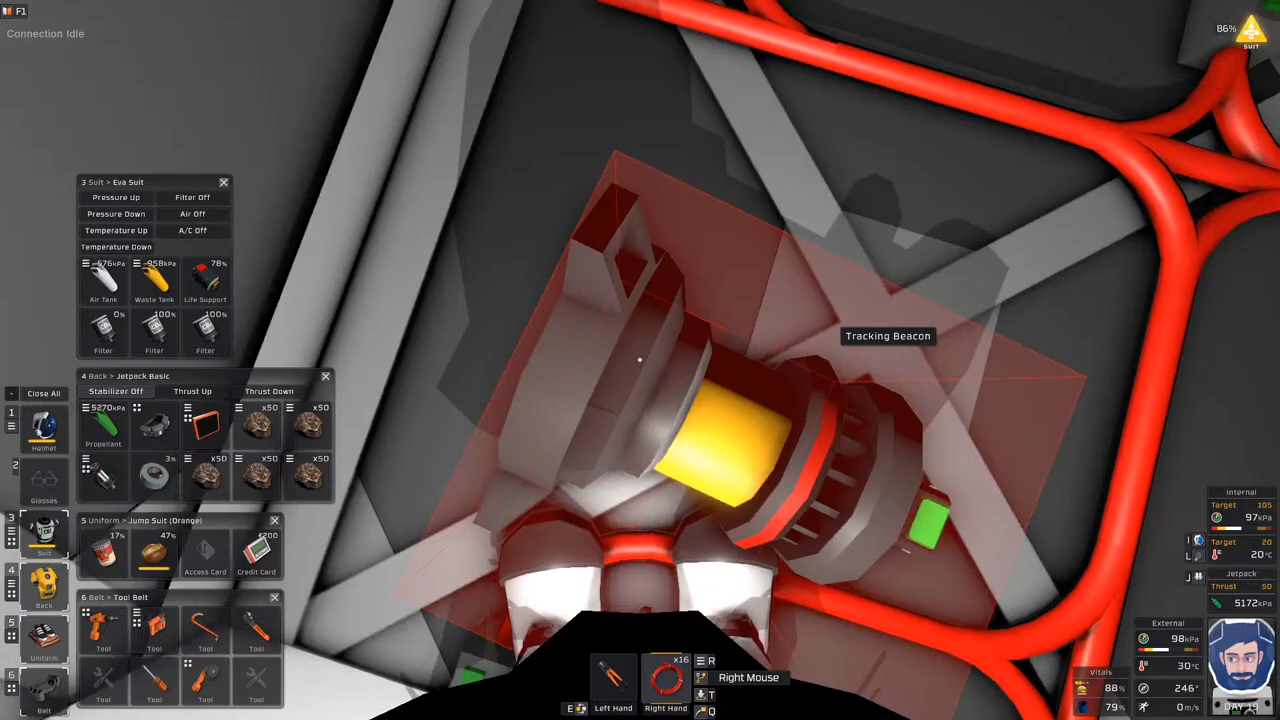 F1
Connection Idle
86%
SUIT
3 Suit > Eva Suit
Pressure Up Filter Off
Pressure Down Air Off
Temperature Up A/C Off
Temperature Down
576kPa 958kPa 78%
Air Tank Waste Tank Life Support
0% 100% 100%
Filter Filter Filter
4 Back > Jetpack Basic
Stabilizer Off Thrust Up Thrust Down
5270kPa x50 x50
Propellant
3% x50 x50 x50
5 Uniform > Jump Suit (Orange)
17% 47% €200
Access Card Credit Card
6 Belt > Tool Belt
Tool Tool Tool Tool
Tool Tool Tool Tool
- Close All
1
Helmet
2
Glasses
3
Suit
4
Back
5
Uniform
6
Belt
Tracking Beacon
x16
R
Right Mouse
T
Q
E Left Hand Right Hand
Internal
Target 105
97kPa
Target 20
20°C
I
L
J
Jetpack
Thrust 50
5172kPa
External
98kPa
30°C
246°
0m/s
Vitals
88%
79%
DAY 19